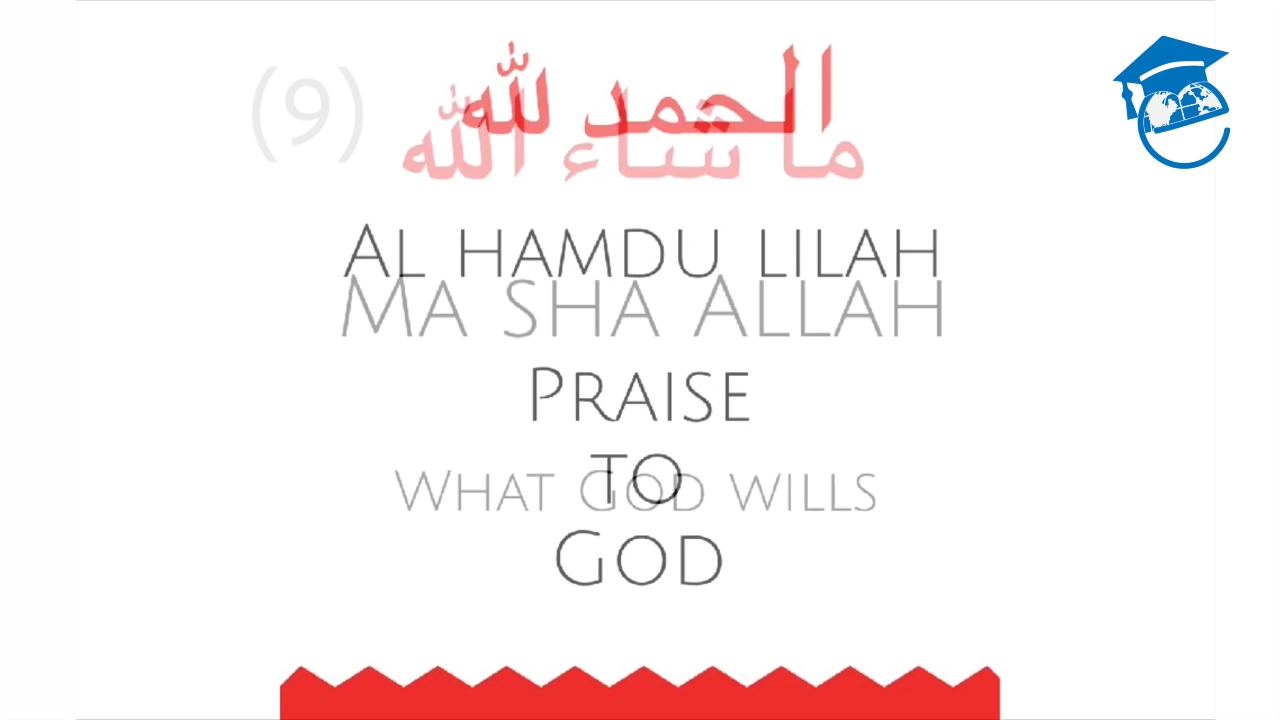 (9)
الحمد لله
ما شاء الله
Al hamdu lilah
Ma sha Allah
Praise
to
What God wills
God